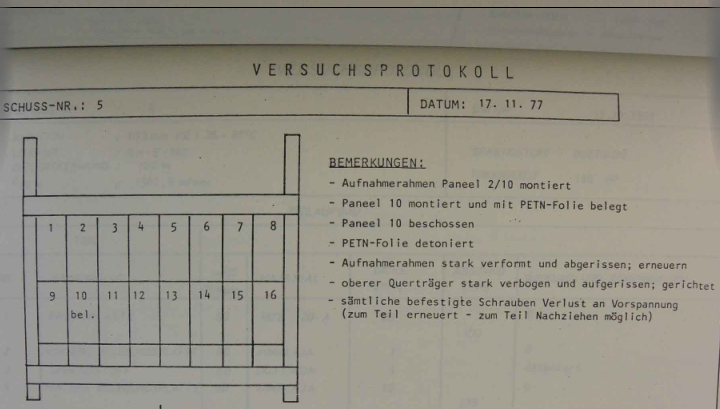 VERSUCHSPROTOKOLL
SCHUSS-NR.: 5
DATUM: 17. 11. 77
BEMERKUNGEN:
- Aufnahmerahmen Paneel 2/10 montiert
- Paneel 10 montiert und mit PETN-Folie belegt
- Paneel 10 beschossen
- PETN-Folie detoniert
- Aufnahmerahmen stark verformt und abgerissen; erneuern
- oberer Querträger stark verbogen und aufgerissen; gerichtet
- sämtliche befestigte Schrauben Verlust an Vorspannung
(zum Teil erneuert - zum Teil Nachziehen möglich)
1 2 3 4 5 6 7 8
9 10 11 12 13 14 15 16
bel.